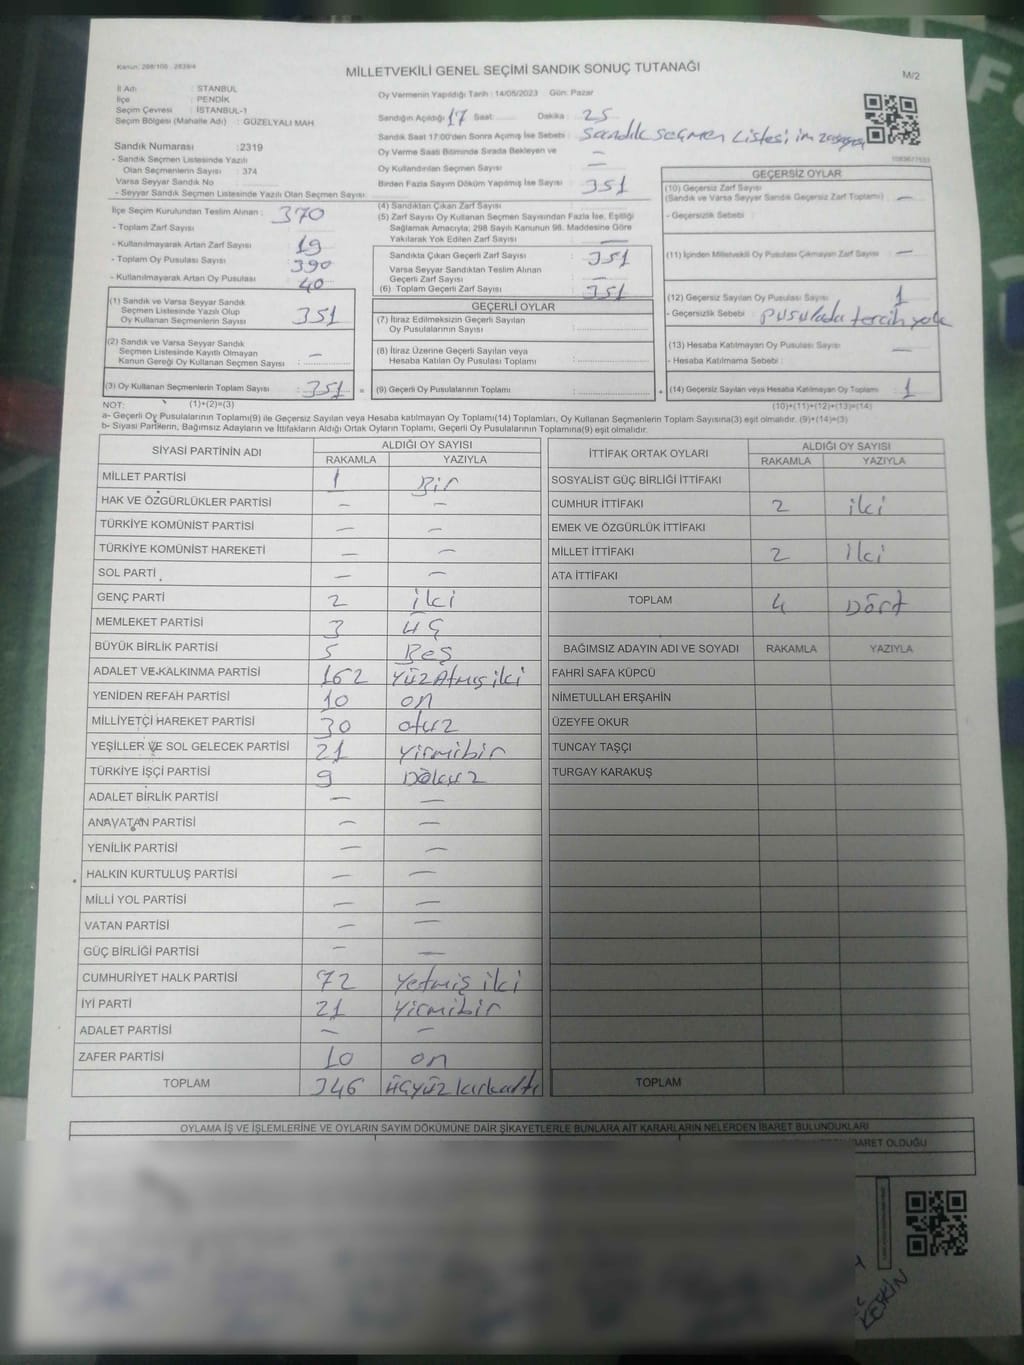 Kanun: 298/100 - 2839/4
MİLLETVEKİLİ GENEL SEÇİMİ SANDIK SONUÇ TUTANAĞI
M/2
İl Adı : STANBUL
İlçe : PENDİK
Seçim Çevresi : İSTANBUL-1
Seçim Bölgesi (Mahalle Adı) : GÜZELYALI MAH
Sandık Numarası :2319
- Sandık Seçmen Listesinde Yazılı
Olan Seçmenlerin Sayısı : 374
Varsa Seyyar Sandık No
- Seyyar Sandık Seçmen Listesinde Yazılı Olan Seçmen Sayısı
İlçe Seçim Kurulundan Teslim Alınan : 370
- Toplam Zarf Sayısı
- Kullanılmayarak Artan Zarf Sayısı 19
- Toplam Oy Pusulası Sayısı 390
- Kullanılmayarak Artan Oy Pusulası 40
(1) Sandık ve Varsa Seyyar Sandık
Seçmen Listesinde Yazılı Olup
Oy Kullanan Seçmenlerin Sayısı 351
(2) Sandık ve Varsa Seyyar Sandık
Seçmen Listesinde Kayıtlı Olmayan
Kanun Gereği Oy Kullanan Seçmen Sayısı : —
(3) Oy Kullanan Seçmenlerin Toplam Sayısı : 351 =
Oy Vermenin Yapıldığı Tarih : 14/05/2023 Gün: Pazar
Sandığın Açıldığı 17 Saat Dakika : 25
Sandık Saat 17:00'den Sonra Açımış İse Sebebi : Sandık Seçmen Listesi,
Oy Verme Saati Bitiminde Sırada Bekleyen ve —
Oy Kullandırılan Seçmen Sayısı —
Birden Fazla Sayım Döküm Yapılmış İse Sayısı 351
(4) Sandıktan Çıkan Zarf Sayısı
(5) Zarf Sayısı Oy Kullanan Seçmen Sayısından Fazla İse, Eşitliği
Sağlamak Amacıyla; 298 Sayılı Kanunun 98. Maddesine Göre
Yakılarak Yok Edilen Zarf Sayısı —
Sandıkta Çıkan Geçerli Zarf Sayısı : 351
Varsa Seyyar Sandıktan Teslim Alınan
Geçerli Zarf Sayısı
(6) Toplam Geçerli Zarf Sayısı : 351
GEÇERLİ OYLAR
(7) İtiraz Edilmeksizin Geçerli Sayılan
Oy Pusulalarının Sayısı :
(8) İtiraz Üzerine Geçerli Sayılan veya
Hesaba Katılan Oy Pusulası Toplamı :
(9) Geçerli Oy Pusulalarının Toplamı : +
GEÇERSİZ OYLAR
(10) Geçersiz Zarf Sayısı
(Sandık ve Varsa Seyyar Sandık Geçersiz Zarf Toplamı) : —
- Geçersizlik Sebebi :
(11) İçinden Milletvekili Oy Pusulası Çıkmayan Zarf Sayısı : —
(12) Geçersiz Sayılan Oy Pusulası Sayısı 1
- Geçersizlik Sebebi : pusulada tercih yok
(13) Hesaba Katılmayan Oy Pusulası Sayısı : —
- Hesaba Katılmama Sebebi :
(14) Geçersiz Sayılan veya Hesaba Katılmayan Oy Toplamı : 1
NOT: (1)+(2)=(3) (10)+(11)+(12)+(13)=(14)
a- Geçerli Oy Pusulalarının Toplamı(9) ile Geçersiz Sayılan veya Hesaba katılmayan Oy Toplamı(14) Toplamları, Oy Kullanan Seçmenlerin Toplam Sayısına(3) eşit olmalıdır. (9)+(14)=(3)
b- Siyasi Partilerin, Bağımsız Adayların ve İttifakların Aldığı Ortak Oyların Toplamı, Geçerli Oy Pusulalarının Toplamına(9) eşit olmalıdır.
SİYASİ PARTİNİN ADI ALDIĞI OY SAYISI
RAKAMLA YAZIYLA
MİLLET PARTİSİ 1 Bir
HAK VE ÖZGÜRLÜKLER PARTİSİ — —
TÜRKİYE KOMÜNİST PARTİSİ — —
TÜRKİYE KOMÜNİST HAREKETİ — —
SOL PARTİ — —
GENÇ PARTİ 2 iki
MEMLEKET PARTİSİ 3 üç
BÜYÜK BİRLİK PARTİSİ 5 Beş
ADALET VE KALKINMA PARTİSİ 162 Yüz Atmış iki
YENİDEN REFAH PARTİSİ 10 on
MİLLİYETÇİ HAREKET PARTİSİ 30 otuz
YEŞİLLER VE SOL GELECEK PARTİSİ 21 Yirmibir
TÜRKİYE İŞÇİ PARTİSİ 9 Dokuz
ADALET BİRLİK PARTİSİ — —
ANAVATAN PARTİSİ — —
YENİLİK PARTİSİ — —
HALKIN KURTULUŞ PARTİSİ — —
MİLLİ YOL PARTİSİ — —
VATAN PARTİSİ — —
GÜÇ BİRLİĞİ PARTİSİ — —
CUMHURİYET HALK PARTİSİ 72 Yetmiş iki
İYİ PARTİ 21 Yirmibir
ADALET PARTİSİ — —
ZAFER PARTİSİ 10 on
TOPLAM 346 üçyüz kırkaltı
İTTİFAK ORTAK OYLARI ALDIĞI OY SAYISI
RAKAMLA YAZIYLA
SOSYALİST GÜÇ BİRLİĞİ İTTİFAKI
CUMHUR İTTİFAKI 2 iki
EMEK VE ÖZGÜRLÜK İTTİFAKI
MİLLET İTTİFAKI 2 iki
ATA İTTİFAKI
TOPLAM 4 Dört
BAĞIMSIZ ADAYIN ADI VE SOYADI RAKAMLA YAZIYLA
FAHRİ SAFA KÜPCÜ
NİMETULLAH ERŞAHİN
ÜZEYFE OKUR
TUNCAY TAŞÇI
TURGAY KARAKUŞ
TOPLAM
OYLAMA İŞ VE İŞLEMLERİNE VE OYLARIN SAYIM DÖKÜMÜNE DAİR ŞİKAYETLERLE BUNLARA AİT KARARLARIN NELERDEN İBARET BULUNDUKLARI
İBARET OLDUĞU
KESKİN